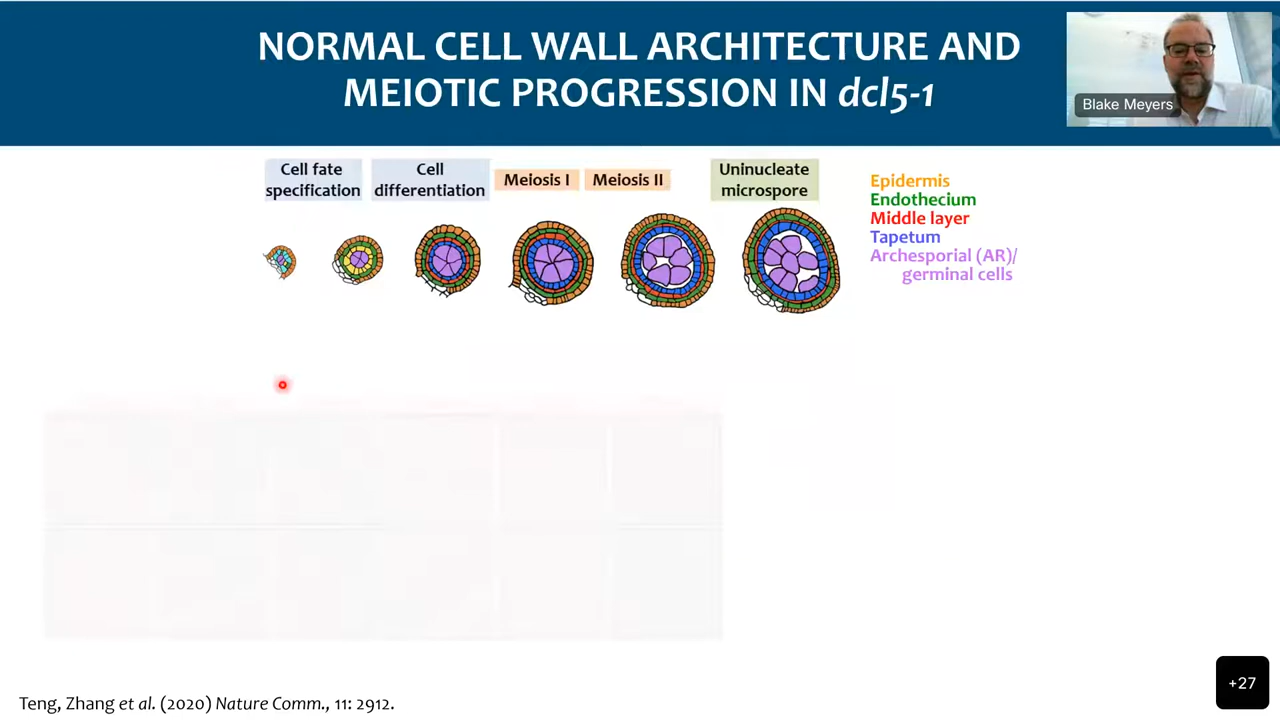 NORMAL CELL WALL ARCHITECTURE AND
MEIOTIC PROGRESSION IN dcl5-1
Blake Meyers
Cell fate
specification
Cell
differentiation
Meiosis I
Meiosis II
Uninucleate
microspore
Epidermis
Endothecium
Middle layer
Tapetum
Archesporial (AR)/
germinal cells
Teng, Zhang et al. (2020) Nature Comm., 11: 2912.
+27